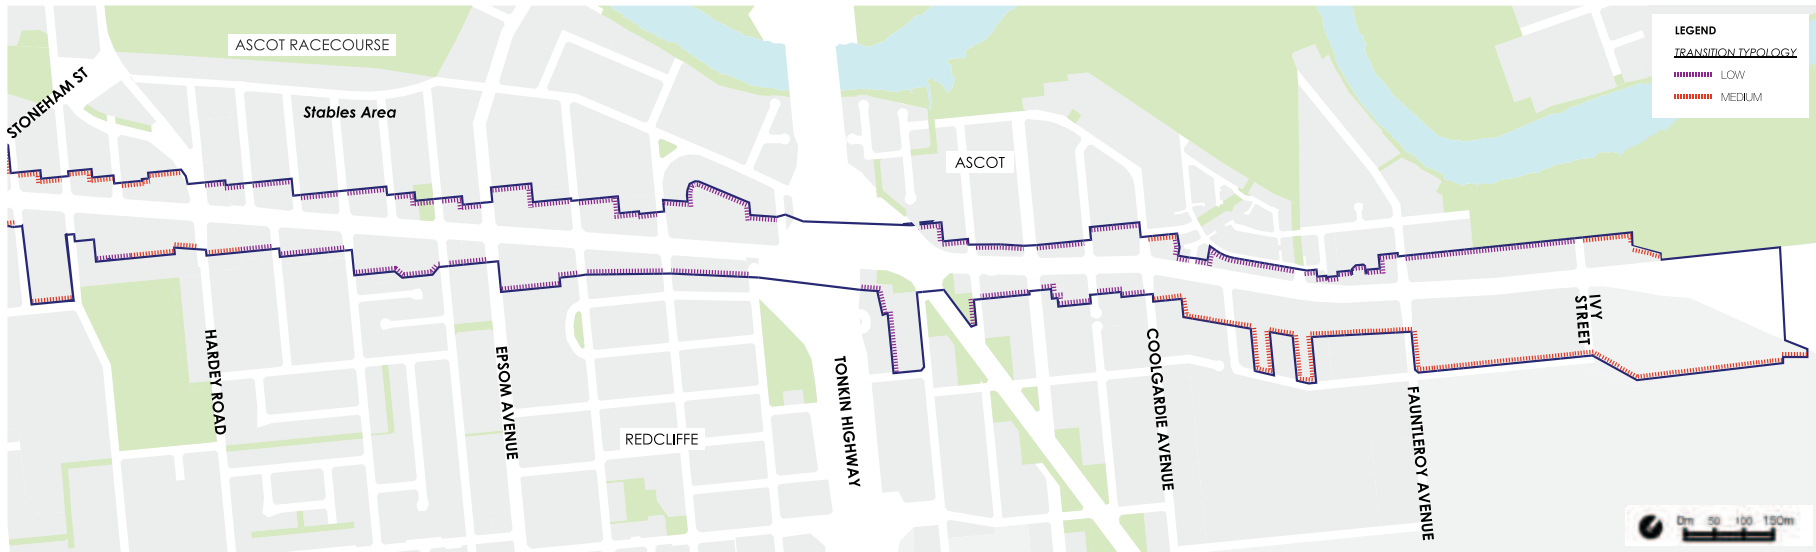 LEGEND
TRANSITION TYPOLOGY
LOW
MEDIUM
ASCOT RACECOURSE
STONEHAM ST
Stables Area
ASCOT
HARDEY ROAD
EPSOM AVENUE
REDCLIFFE
TONKIN HIGHWAY
COOLGARDIE AVENUE
FAUNTLEROY AVENUE
IVY
STREET
0m 50 100 150m